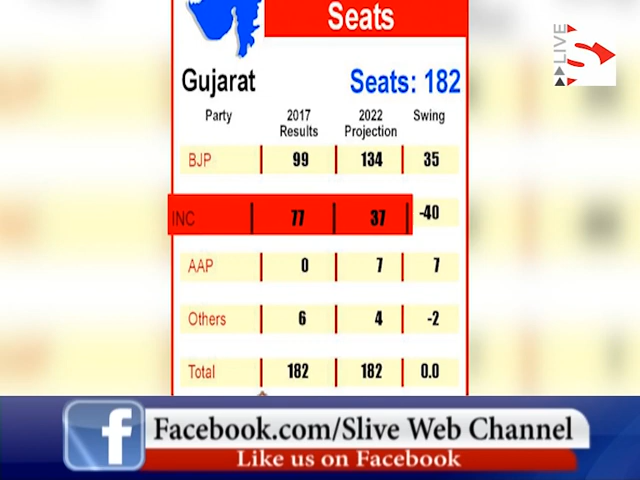 Seats
LIVE
Gujarat Seats: 182
Party 2017 Results 2022 Projection Swing
BJP 99 134 35
INC 77 37 -40
AAP 0 7 7
Others 6 4 -2
Total 182 182 0.0
f Facebook.com/Slive Web Channel
Like us on Facebook